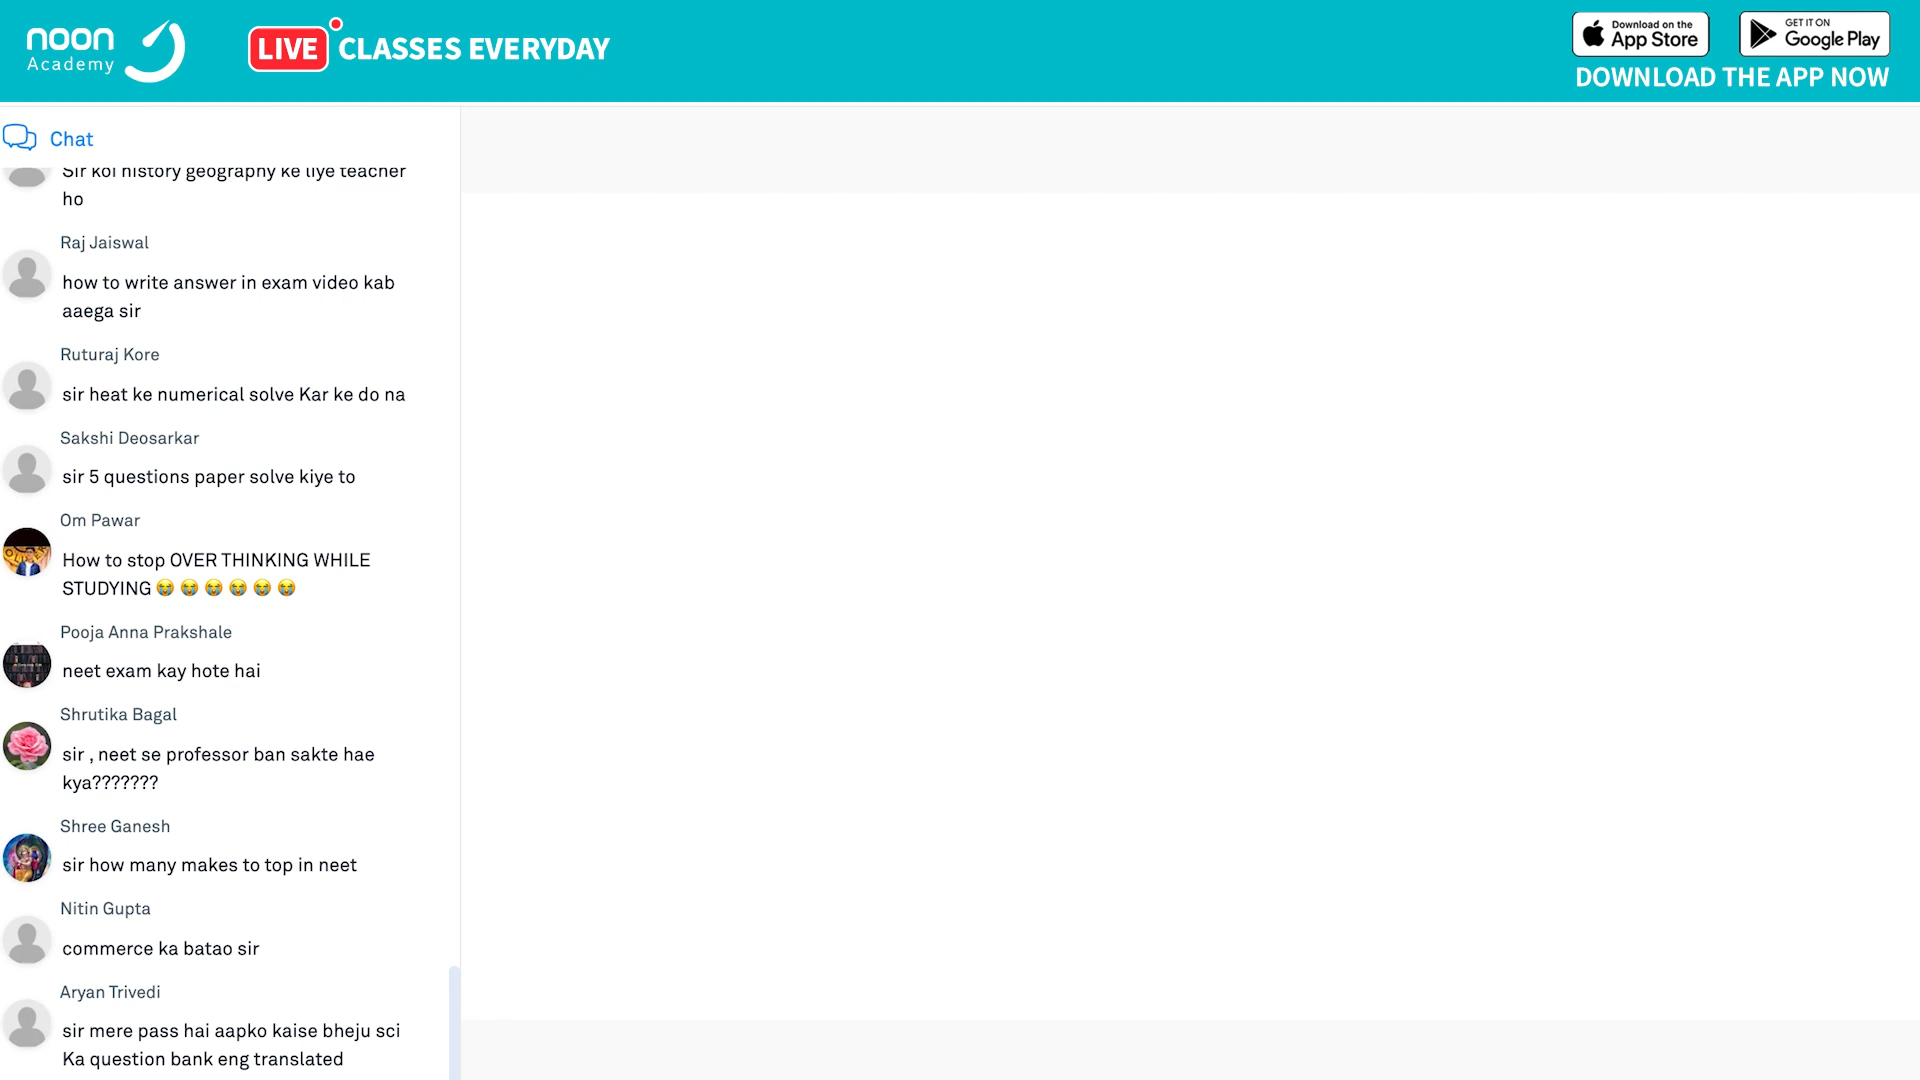 noon
Academy
LIVE CLASSES EVERYDAY
Download on the
App Store
GET IT ON
Google Play
DOWNLOAD THE APP NOW
Chat
Sir koi history geography ke liye teacher
ho
Raj Jaiswal
how to write answer in exam video kab
aaega sir
Ruturaj Kore
sir heat ke numerical solve Kar ke do na
Sakshi Deosarkar
sir 5 questions paper solve kiye to
Om Pawar
How to stop OVER THINKING WHILE
STUDYING 😭 😭 😭 😭 😭 😭
Pooja Anna Prakshale
neet exam kay hote hai
Shrutika Bagal
sir , neet se professor ban sakte hae
kya???????
Shree Ganesh
sir how many makes to top in neet
Nitin Gupta
commerce ka batao sir
Aryan Trivedi
sir mere pass hai aapko kaise bheju sci
Ka question bank eng translated